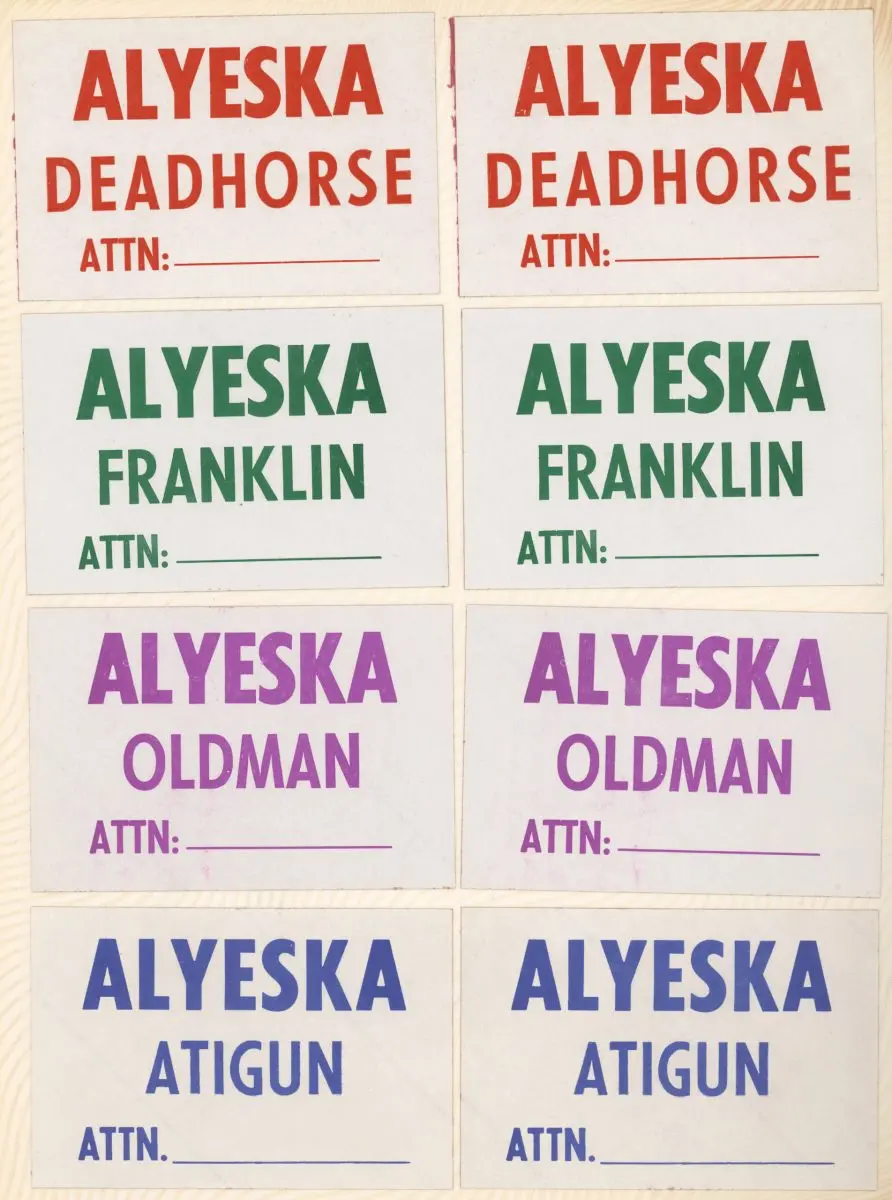 ALYESKA
DEADHORSE
ATTN:
ALYESKA
DEADHORSE
ATTN:
ALYESKA
FRANKLIN
ATTN:
ALYESKA
FRANKLIN
ATTN:
ALYESKA
OLDMAN
ATTN:
ALYESKA
OLDMAN
ATTN:
ALYESKA
ATIGUN
ATTN.
ALYESKA
ATIGUN
ATTN.